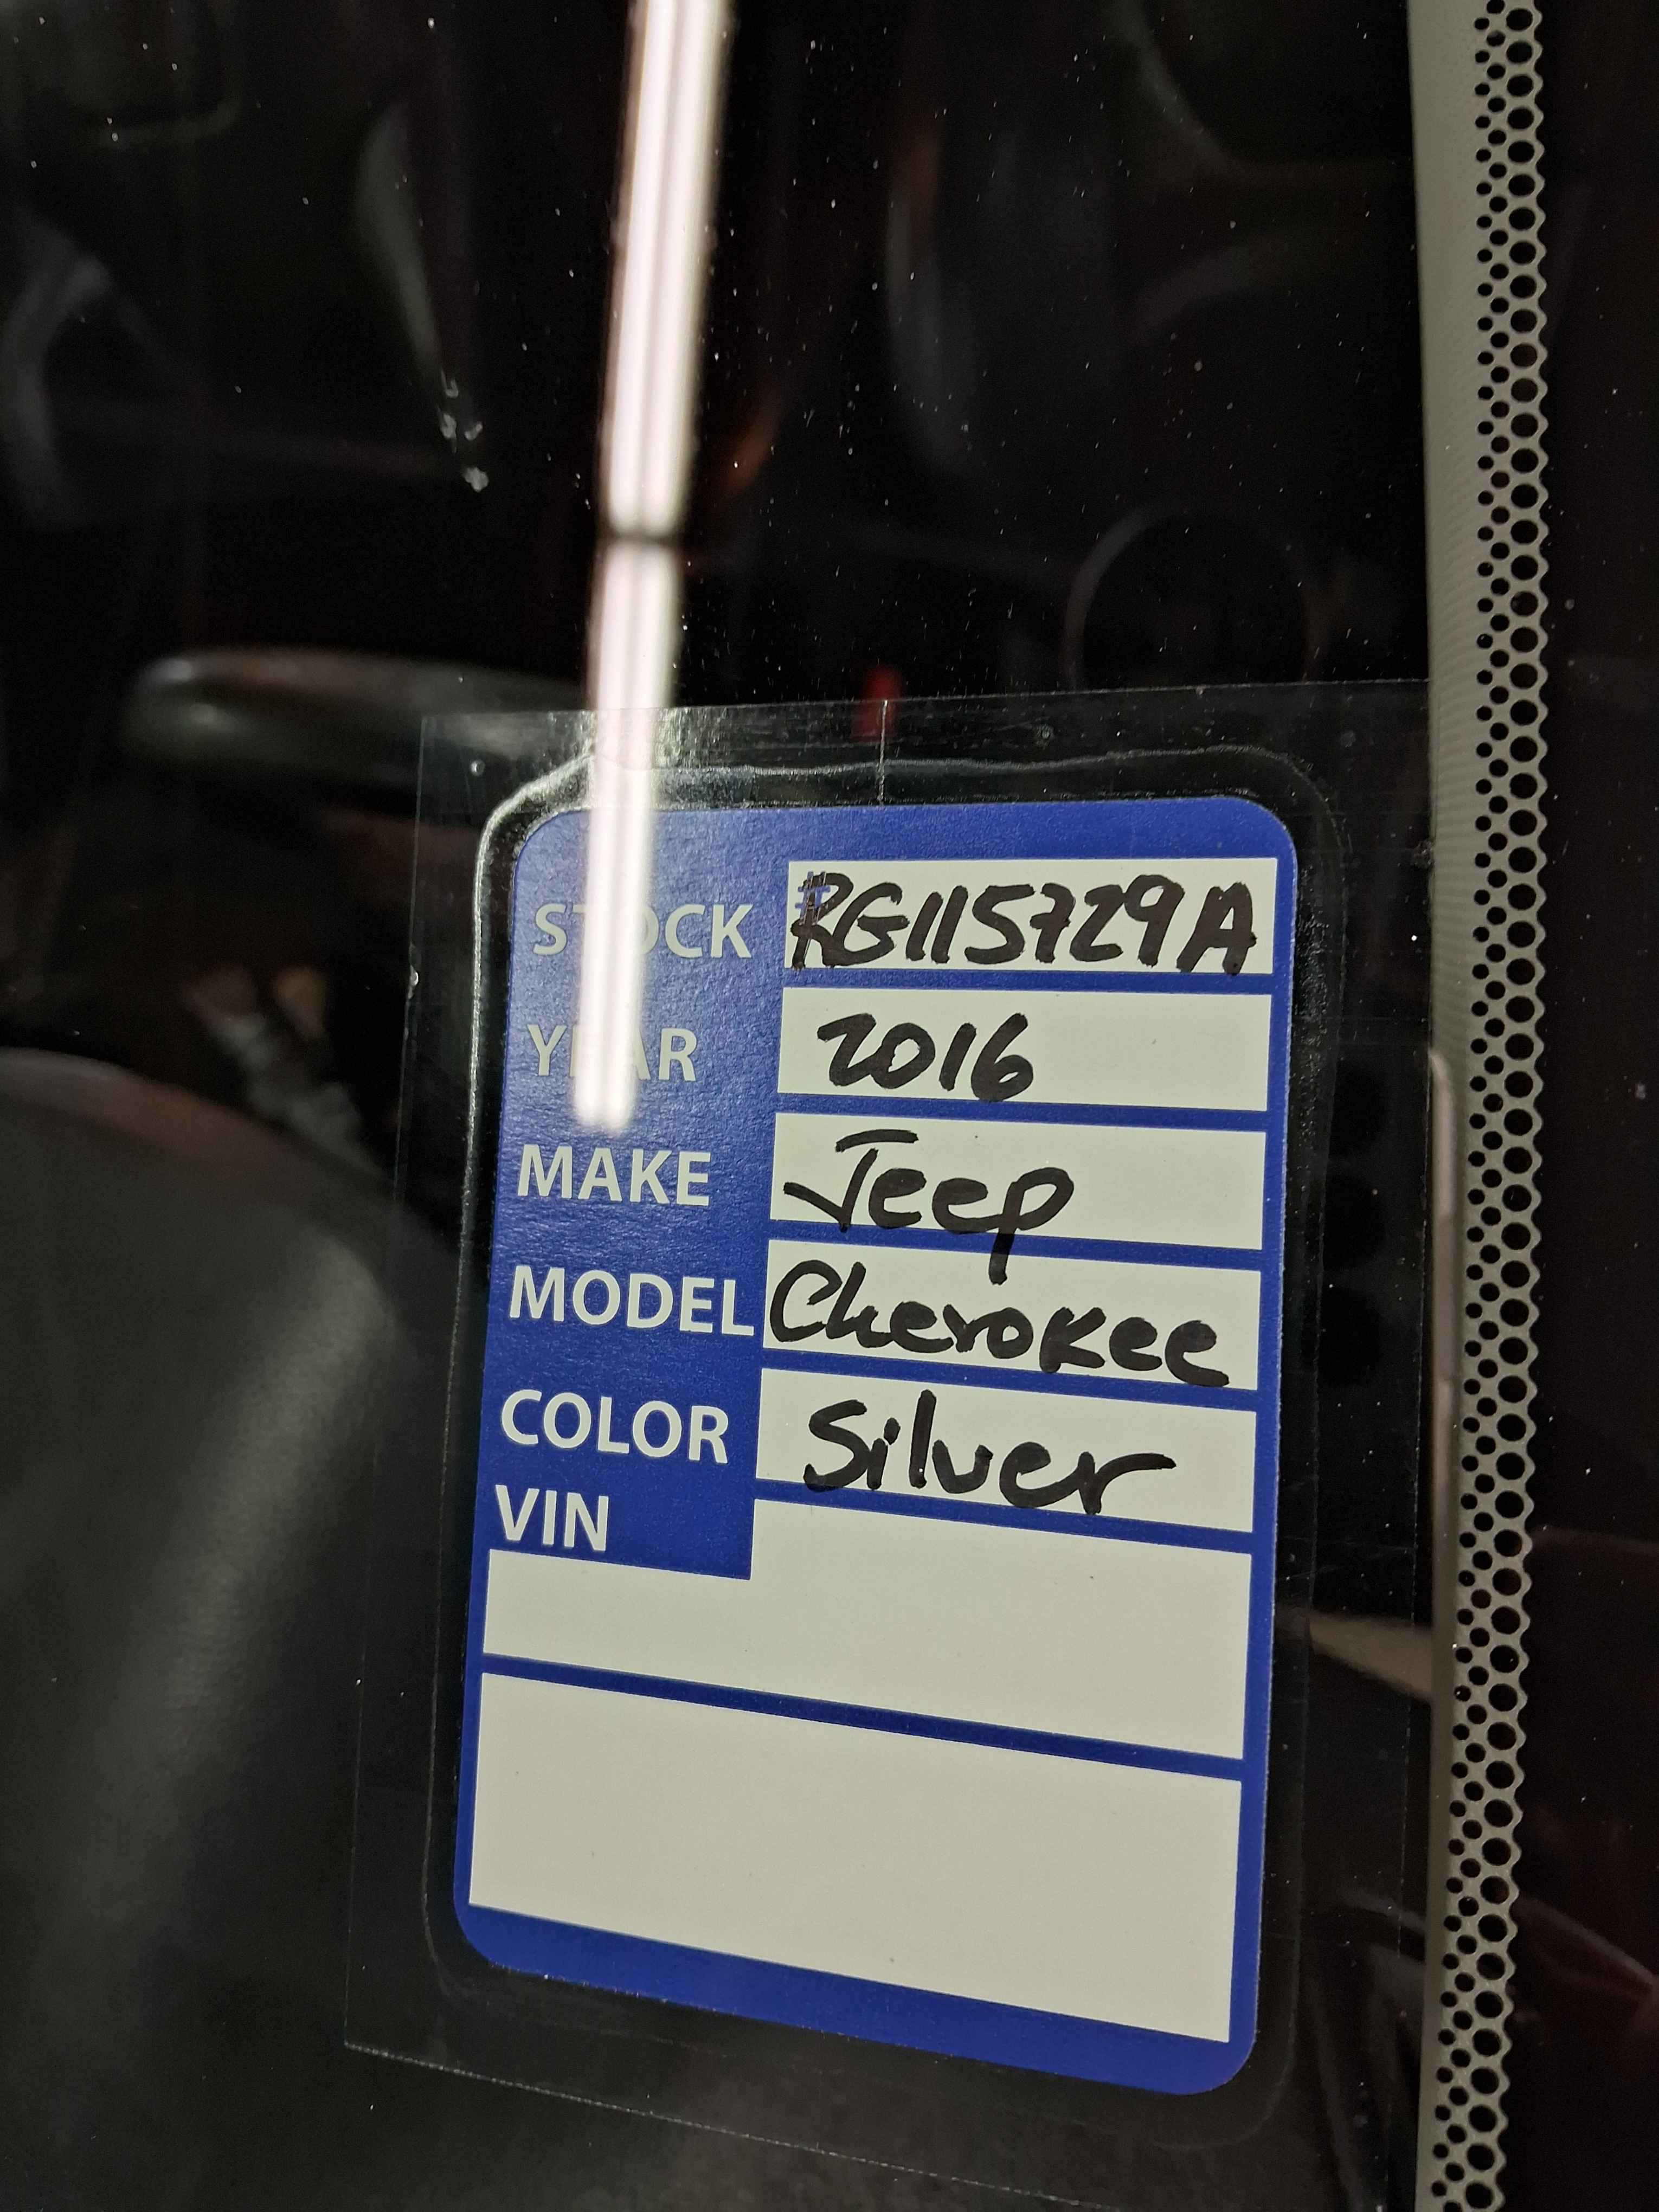 STOCK #RG115729A
YEAR 2016
MAKE Jeep
MODEL Cherokee
COLOR Silver
VIN